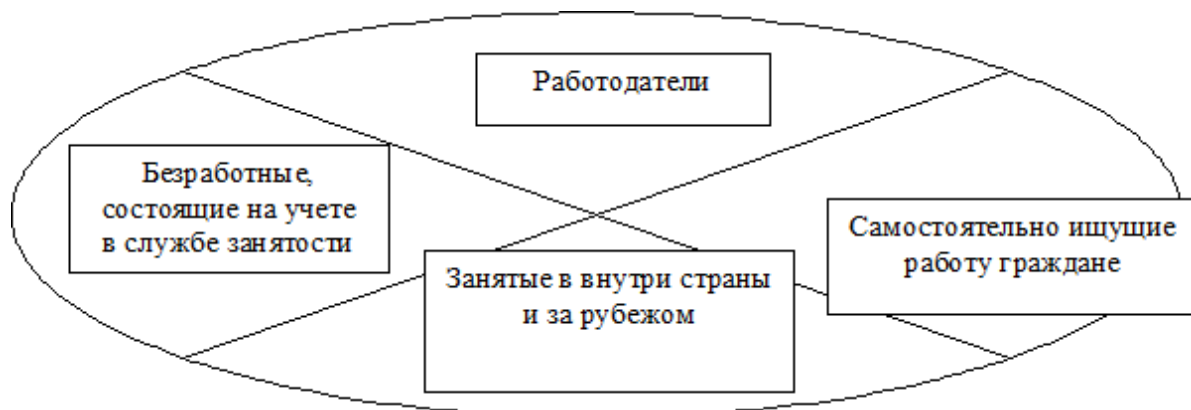 Работодатели
Безработные,
состоящие на учете
в службе занятости
Самостоятельно ищущие
работу граждане
Занятые в внутри страны
и за рубежом